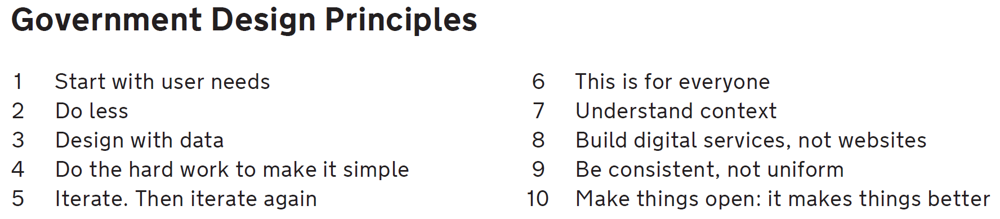 Government Design Principles
1 Start with user needs
2 Do less
3 Design with data
4 Do the hard work to make it simple
5 Iterate. Then iterate again
6 This is for everyone
7 Understand context
8 Build digital services, not websites
9 Be consistent, not uniform
10 Make things open: it makes things better